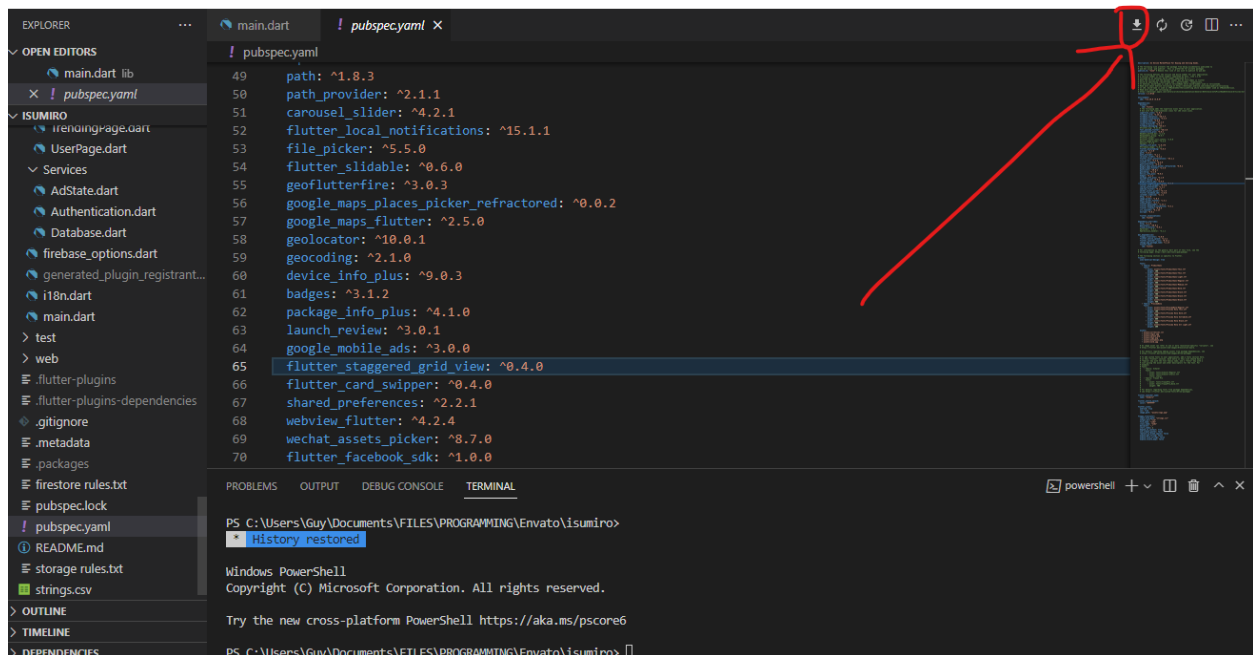 EXPLORER
OPEN EDITORS
main.dart lib
pubspec.yaml
ISUMIRO
TrendingPage.dart
UserPage.dart
Services
AdState.dart
Authentication.dart
Database.dart
firebase_options.dart
generated_plugin_registrant...
i18n.dart
main.dart
test
web
.flutter-plugins
.flutter-plugins-dependencies
.gitignore
.metadata
.packages
firestore rules.txt
pubspec.lock
pubspec.yaml
README.md
storage rules.txt
strings.csv
OUTLINE
TIMELINE
DEPENDENCIES
main.dart
! pubspec.yaml
! pubspec.yaml
49 path: ^1.8.3
50 path_provider: ^2.1.1
51 carousel_slider: ^4.2.1
52 flutter_local_notifications: ^15.1.1
53 file_picker: ^5.5.0
54 flutter_slidable: ^0.6.0
55 geoflutterfire: ^3.0.3
56 google_maps_places_picker_refractored: ^0.0.2
57 google_maps_flutter: ^2.5.0
58 geolocator: ^10.0.1
59 geocoding: ^2.1.0
60 device_info_plus: ^9.0.3
61 badges: ^3.1.2
62 package_info_plus: ^4.1.0
63 launch_review: ^3.0.1
64 google_mobile_ads: ^3.0.0
65 flutter_staggered_grid_view: ^0.4.0
66 flutter_card_swipper: ^0.4.0
67 shared_preferences: ^2.2.1
68 webview_flutter: ^4.2.4
69 wechat_assets_picker: ^8.7.0
70 flutter_facebook_sdk: ^1.0.0
PROBLEMS OUTPUT DEBUG CONSOLE TERMINAL powershell
PS C:\Users\Guy\Documents\FILES\PROGRAMMING\Envato\isumiro>
* History restored
Windows PowerShell
Copyright (C) Microsoft Corporation. All rights reserved.
Try the new cross-platform PowerShell https://aka.ms/pscore6
PS C:\Users\Guy\Documents\FILES\PROGRAMMING\Envato\isumiro>